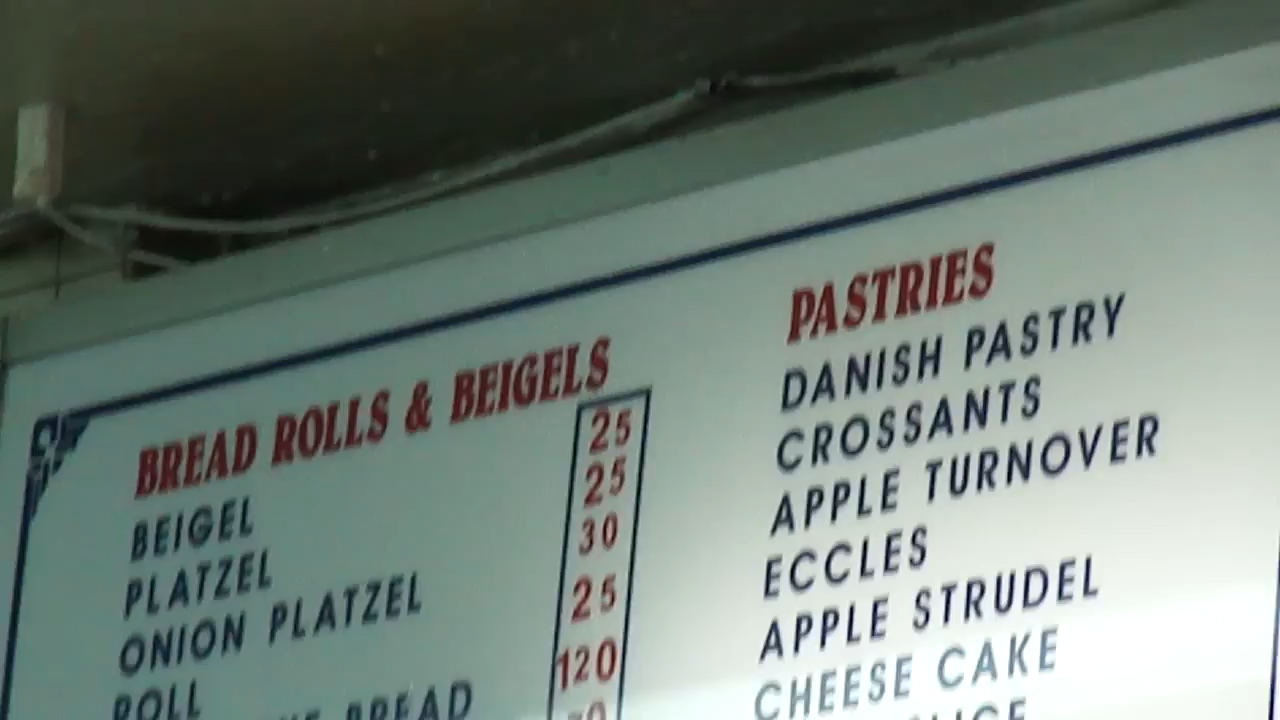 BREAD ROLLS & BEIGELS
BEIGEL 25
PLATZEL 25
ONION PLATZEL 30
ROLL 25
BREAD 120
PASTRIES
DANISH PASTRY
CROSSANTS
APPLE TURNOVER
ECCLES
APPLE STRUDEL
CHEESE CAKE